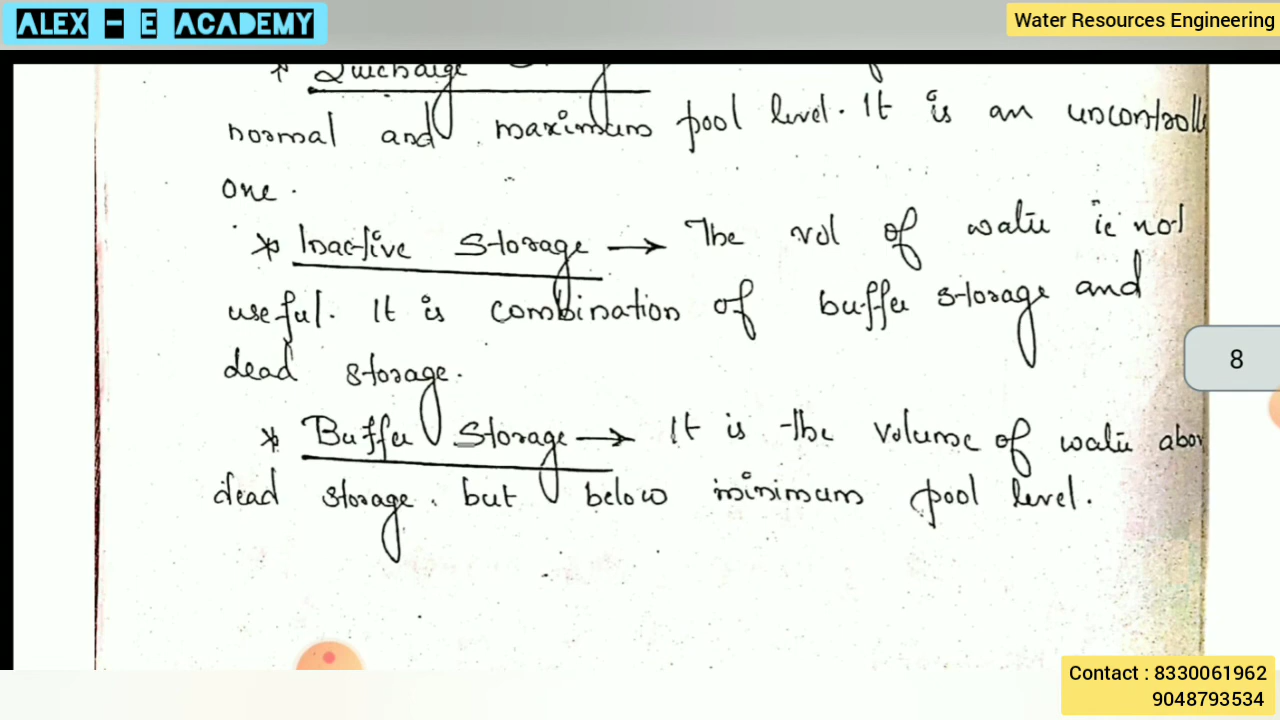 ALEX - E ACADEMY
Water Resources Engineering
normal and maximum pool level. It is an uncontroll
one.
* Inactive Storage → The vol of water ie not
useful. It is combination of buffer storage and
dead storage.
* Buffer Storage → It is the volume of water abov
dead storage. but below minimum pool level.
8
Contact : 8330061962
9048793534